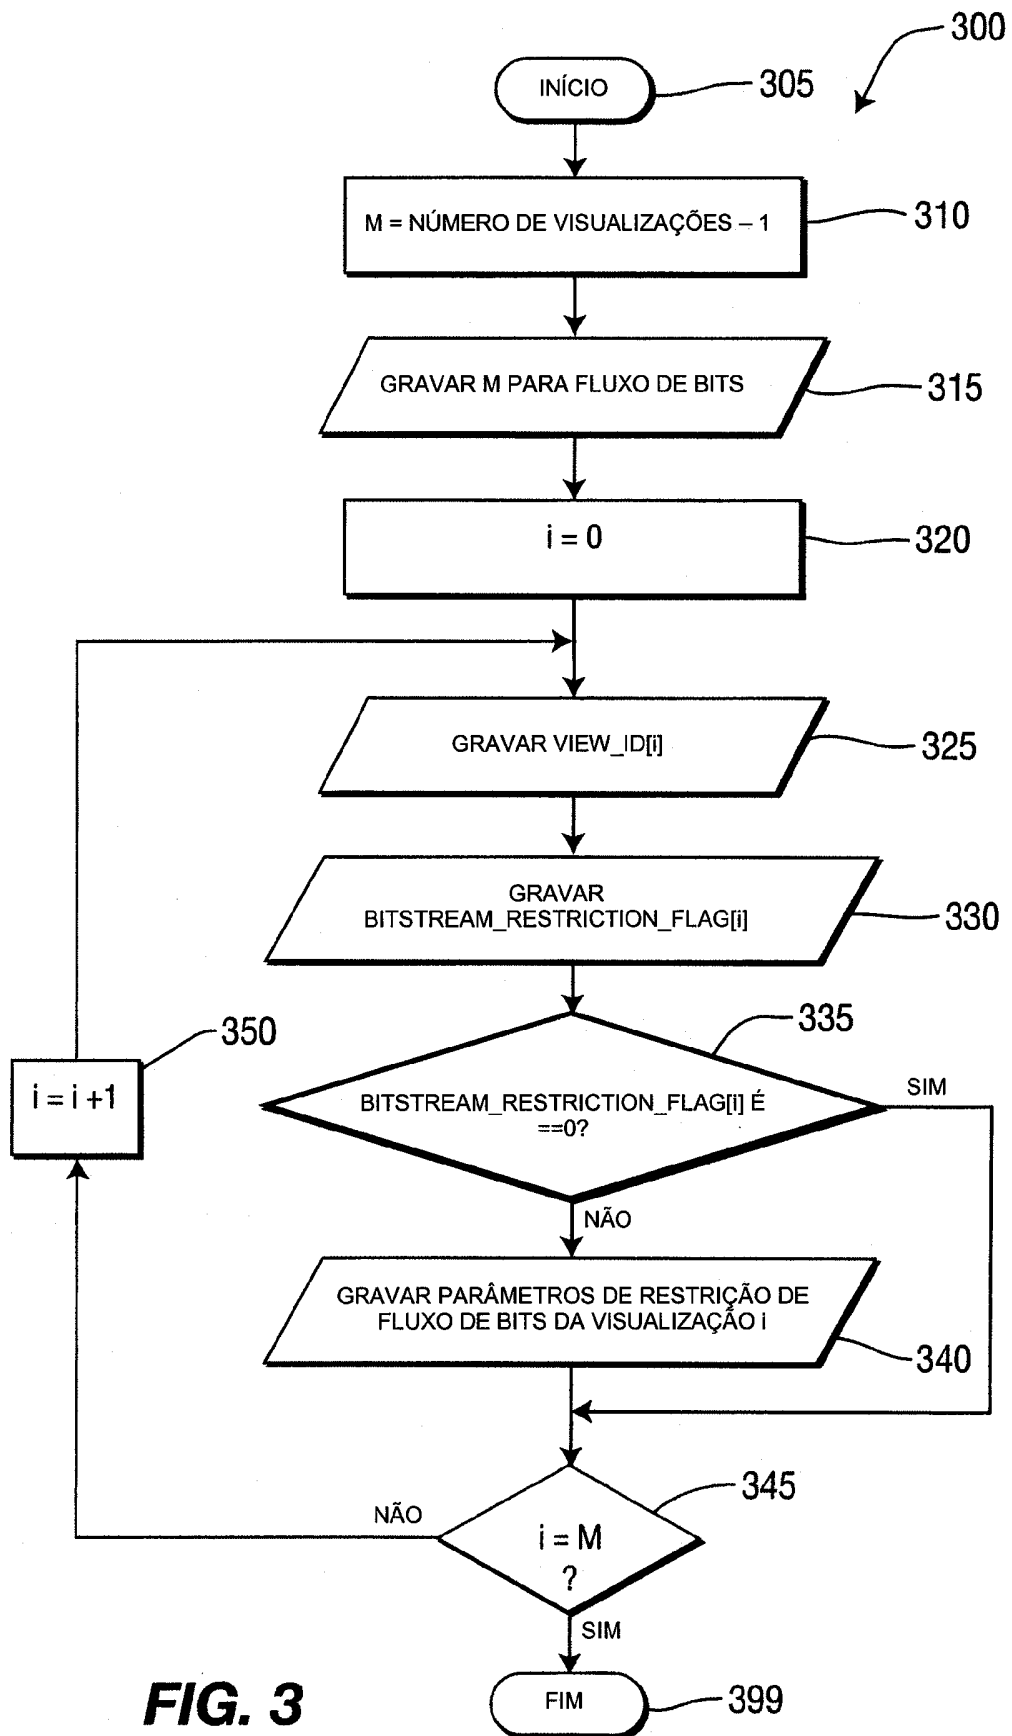 300
INÍCIO
305
M = NÚMERO DE VISUALIZAÇÕES – 1
310
GRAVAR M PARA FLUXO DE BITS
315
i = 0
320
GRAVAR VIEW_ID[i]
325
GRAVAR
BITSTREAM_RESTRICTION_FLAG[i]
330
335
350
i = i +1
BITSTREAM_RESTRICTION_FLAG[i] É
==0?
SIM
NÃO
GRAVAR PARÂMETROS DE RESTRIÇÃO DE
FLUXO DE BITS DA VISUALIZAÇÃO i
340
345
NÃO
i = M
?
SIM
FIM
399
FIG. 3